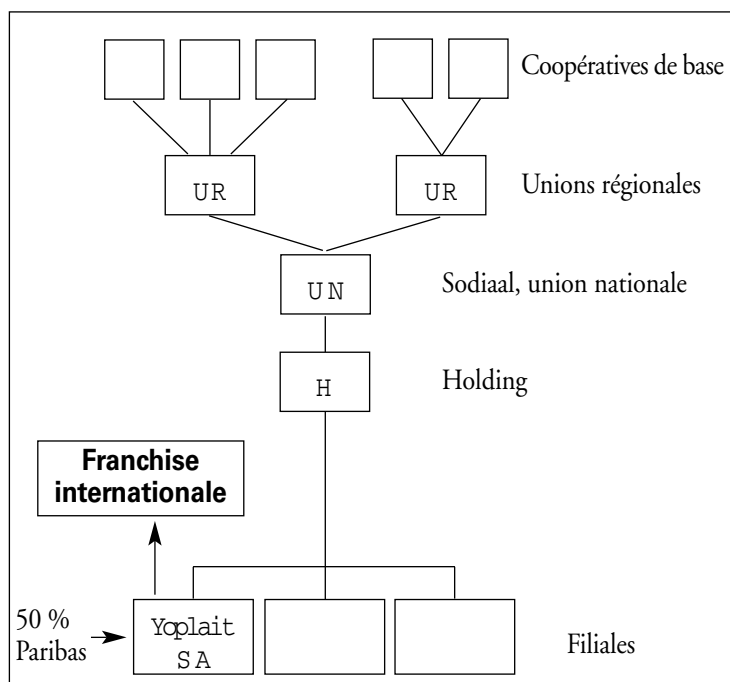 Coopératives de base
UR
UR
Unions régionales
UN
Sodiaal, union nationale
H
Holding
Franchise
internationale
50 %
Paribas
Yoplait
SA
Filiales